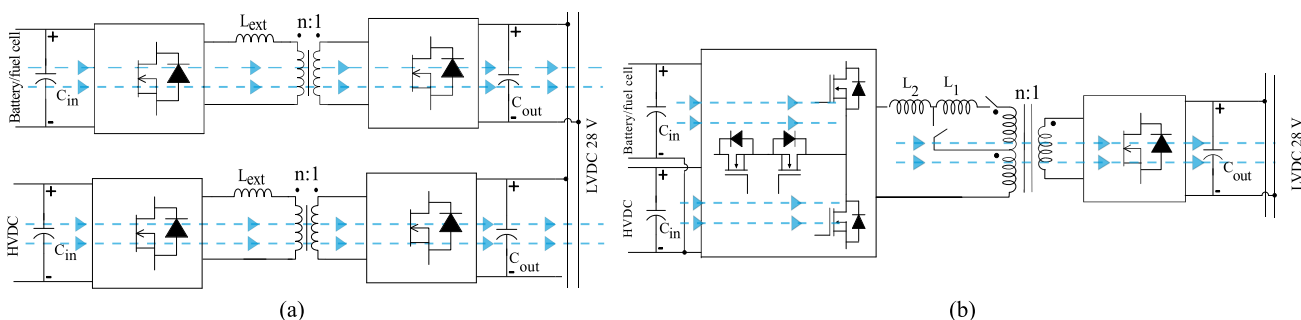 Battery/fuel cell
+
C_in
-
L_ext
n:1
+
C_out
-
HVDC
+
C_in
-
L_ext
n:1
+
C_out
-
LVDC 28 V
(a)
Battery/fuel cell
+
C_in
-
HVDC
+
C_in
-
L_2
L_1
n:1
+
C_out
-
LVDC 28 V
(b)